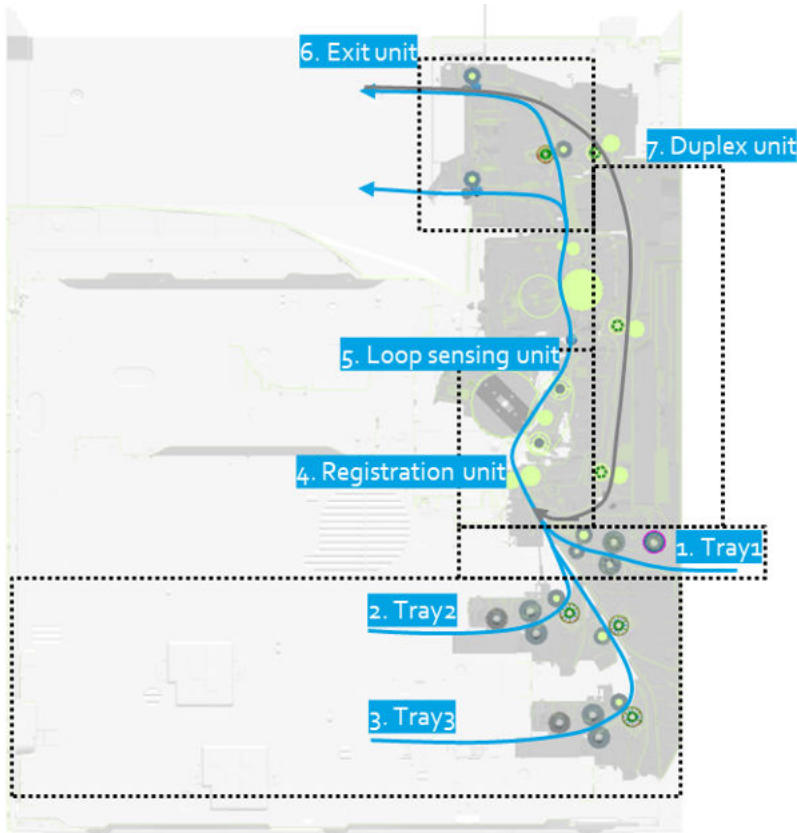 6. Exit unit
7. Duplex unit
5. Loop sensing unit
4. Registration unit
1. Tray1
2. Tray2
3. Tray3